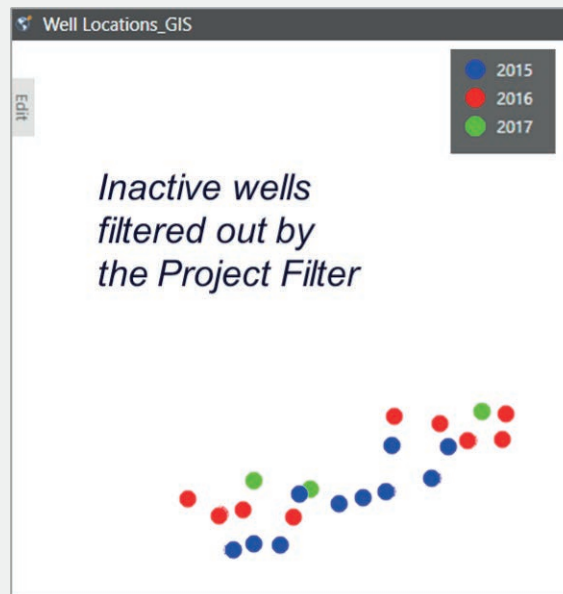 Well Locations_GIS
2015
2016
2017
Edit
Inactive wells
filtered out by
the Project Filter